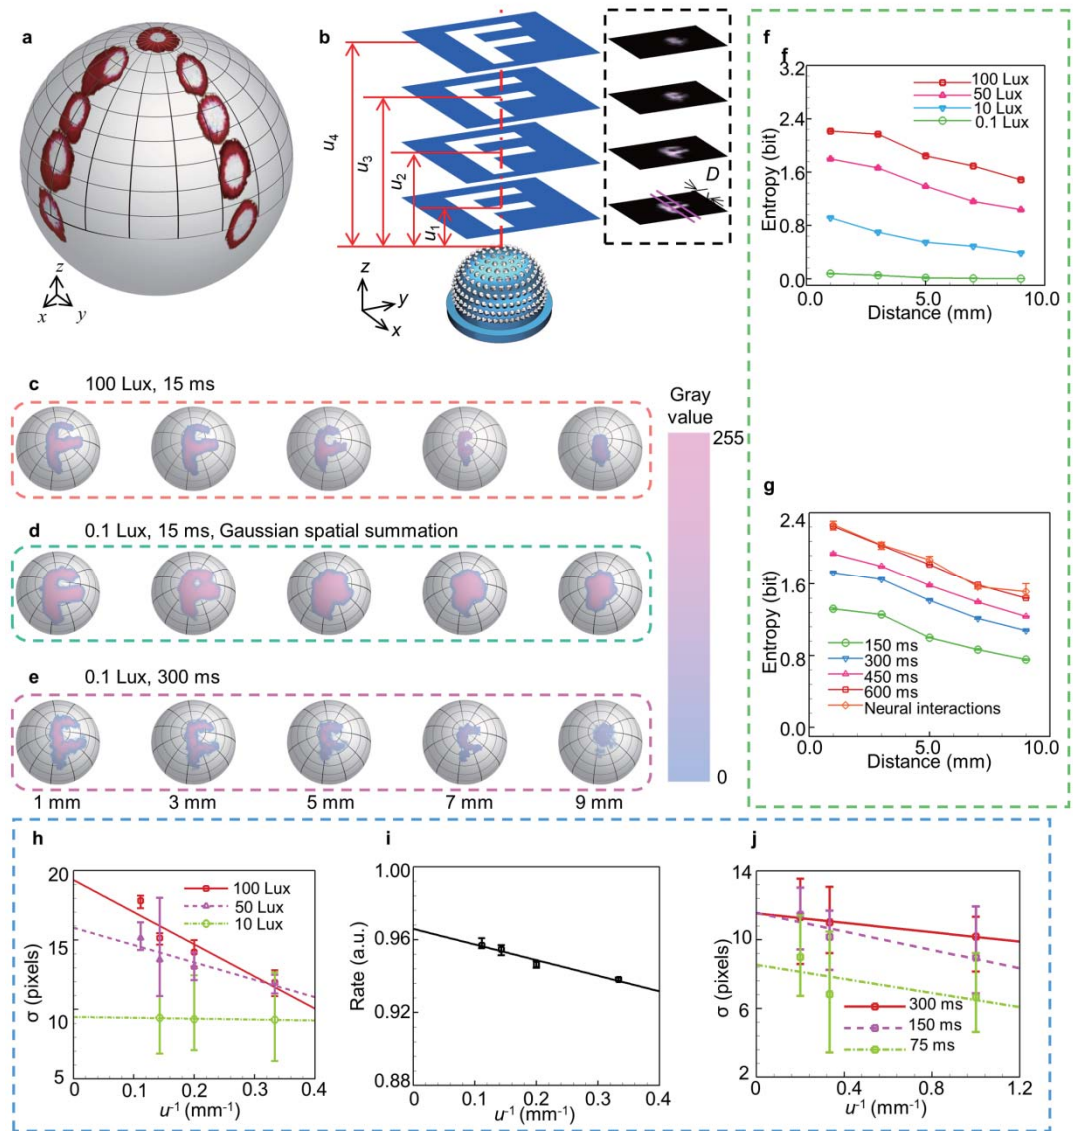 a
z
x
y
b
u4
u3
u2
u1
D
z
y
x
f
f
3.2
2.4
1.6
0.8
0.0
Entropy (bit)
100 Lux
50 Lux
10 Lux
0.1 Lux
0.0 5.0 10.0
Distance (mm)
c 100 Lux, 15 ms
d 0.1 Lux, 15 ms, Gaussian spatial summation
e 0.1 Lux, 300 ms
1 mm 3 mm 5 mm 7 mm 9 mm
Gray
value
255
0
g
2.4
1.6
0.8
0.0
Entropy (bit)
150 ms
300 ms
450 ms
600 ms
Neural interactions
0.0 5.0 10.0
Distance (mm)
h
20
15
10
5
σ (pixels)
100 Lux
50 Lux
10 Lux
0 0.1 0.2 0.3 0.4
u⁻¹ (mm⁻¹)
i
1.00
0.96
0.92
0.88
Rate (a.u.)
0 0.1 0.2 0.3 0.4
u⁻¹ (mm⁻¹)
j
14
10
6
2
σ (pixels)
300 ms
150 ms
75 ms
0 0.4 0.8 1.2
u⁻¹ (mm⁻¹)